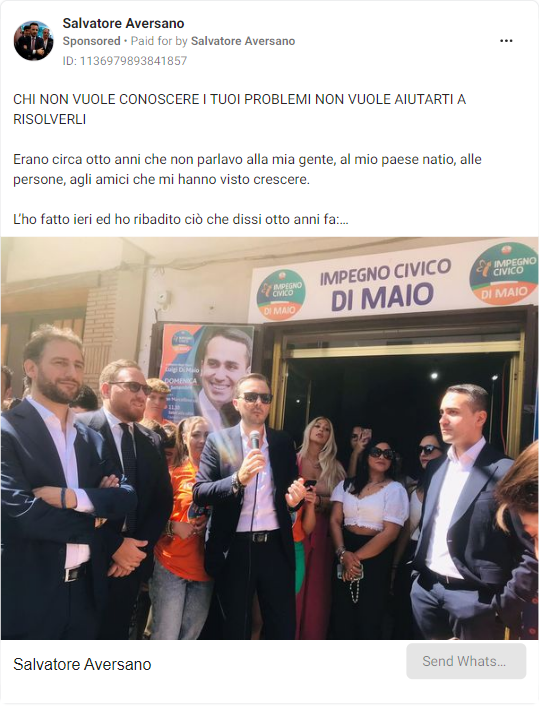 Salvatore Aversano
Sponsored • Paid for by Salvatore Aversano
ID: 1136979893841857
CHI NON VUOLE CONOSCERE I TUOI PROBLEMI NON VUOLE AIUTARTI A
RISOLVERLI
Erano circa otto anni che non parlavo alla mia gente, al mio paese natio, alle
persone, agli amici che mi hanno visto crescere.
L'ho fatto ieri ed ho ribadito ciò che dissi otto anni fa:...
IMPEGNO CIVICO
DI MAIO
IMPEGNO
CIVICO
DI MAIO
IMPEGNO
CIVICO
DI MAIO
IMPEGNO
CIVICO
Luigi Di Maio
DOMENICA
Salvatore Aversano
Send Whats...